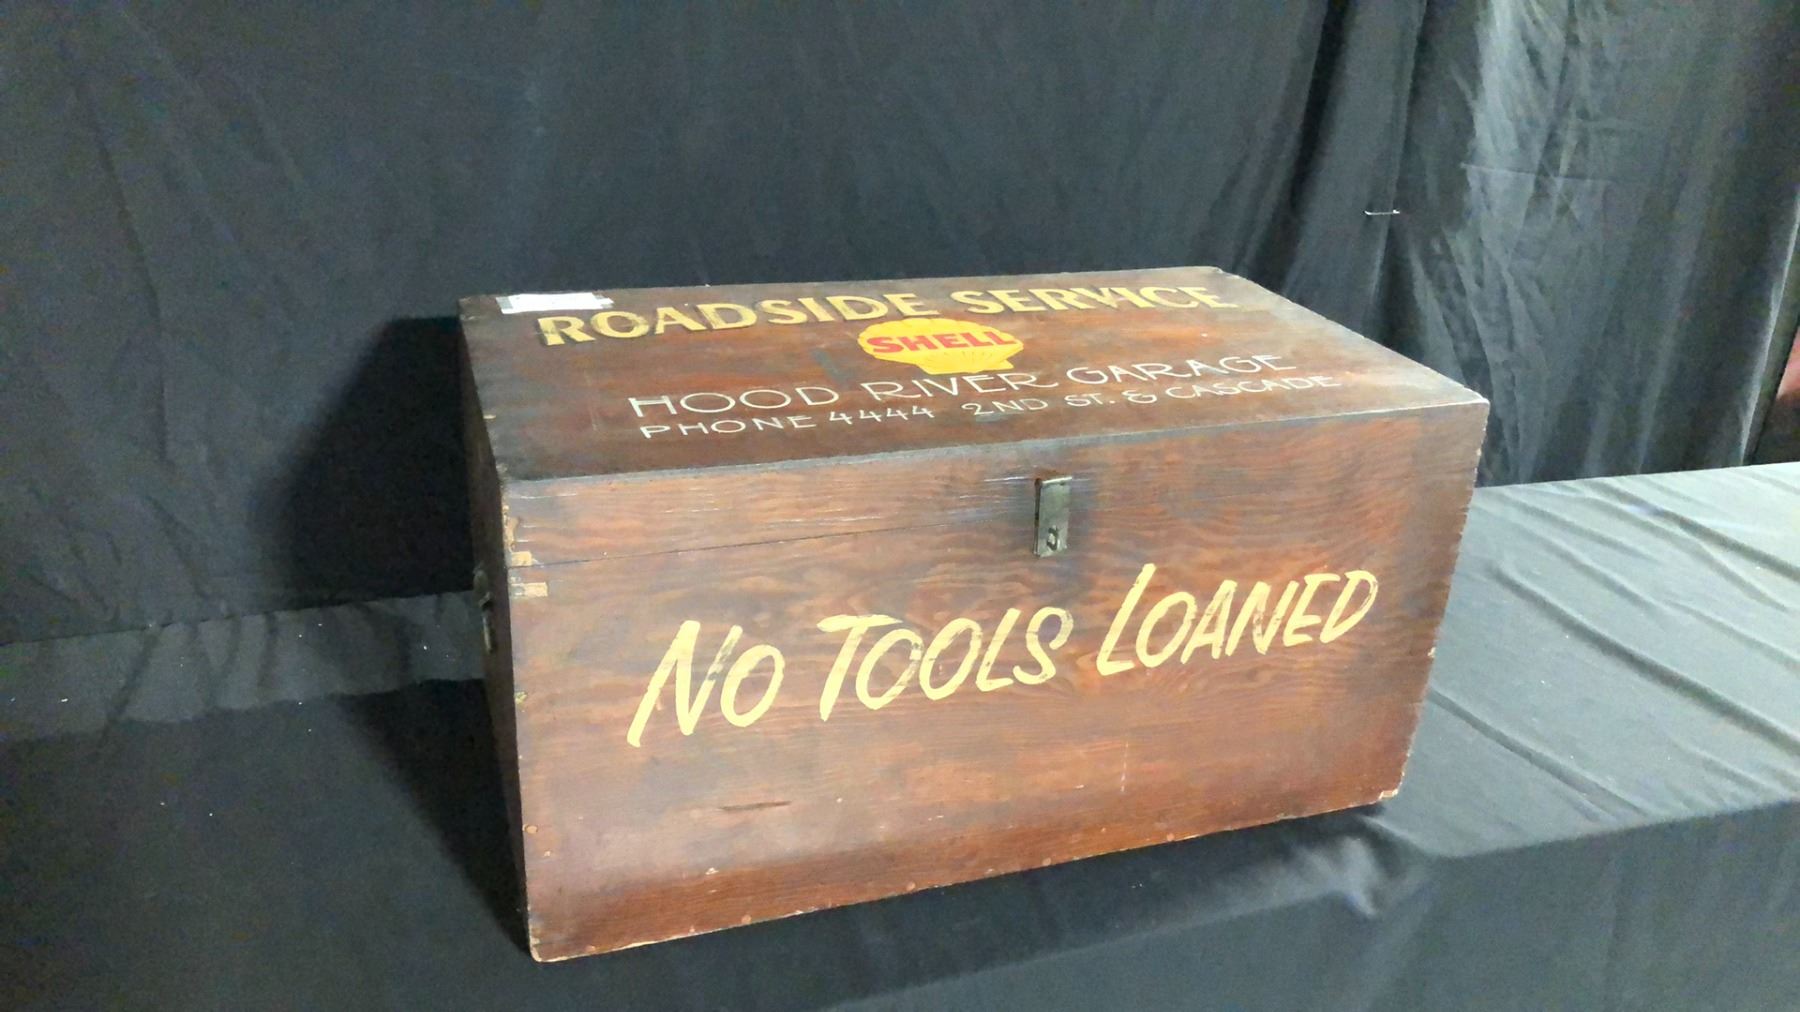 ROADSIDE SERVICE
SHELL
HOOD RIVER GARAGE
PHONE 4444 2ND ST. & CASCADE
NO TOOLS LOANED